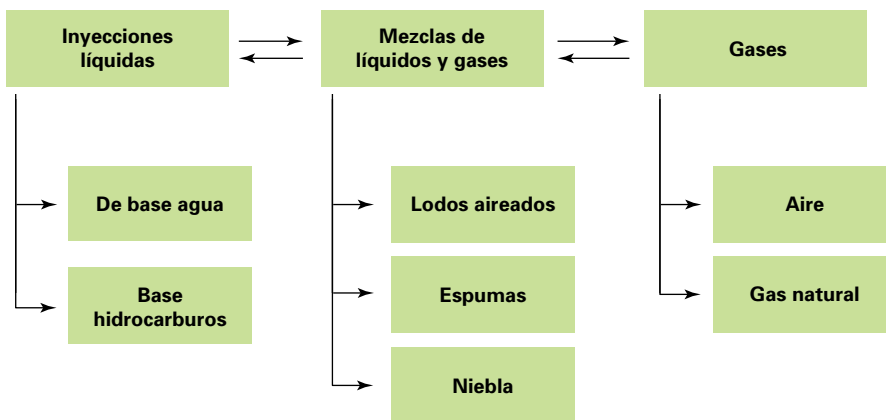 Inyecciones
líquidas
Mezclas de
líquidos y gases
Gases
De base agua
Base
hidrocarburos
Lodos aireados
Espumas
Niebla
Aire
Gas natural